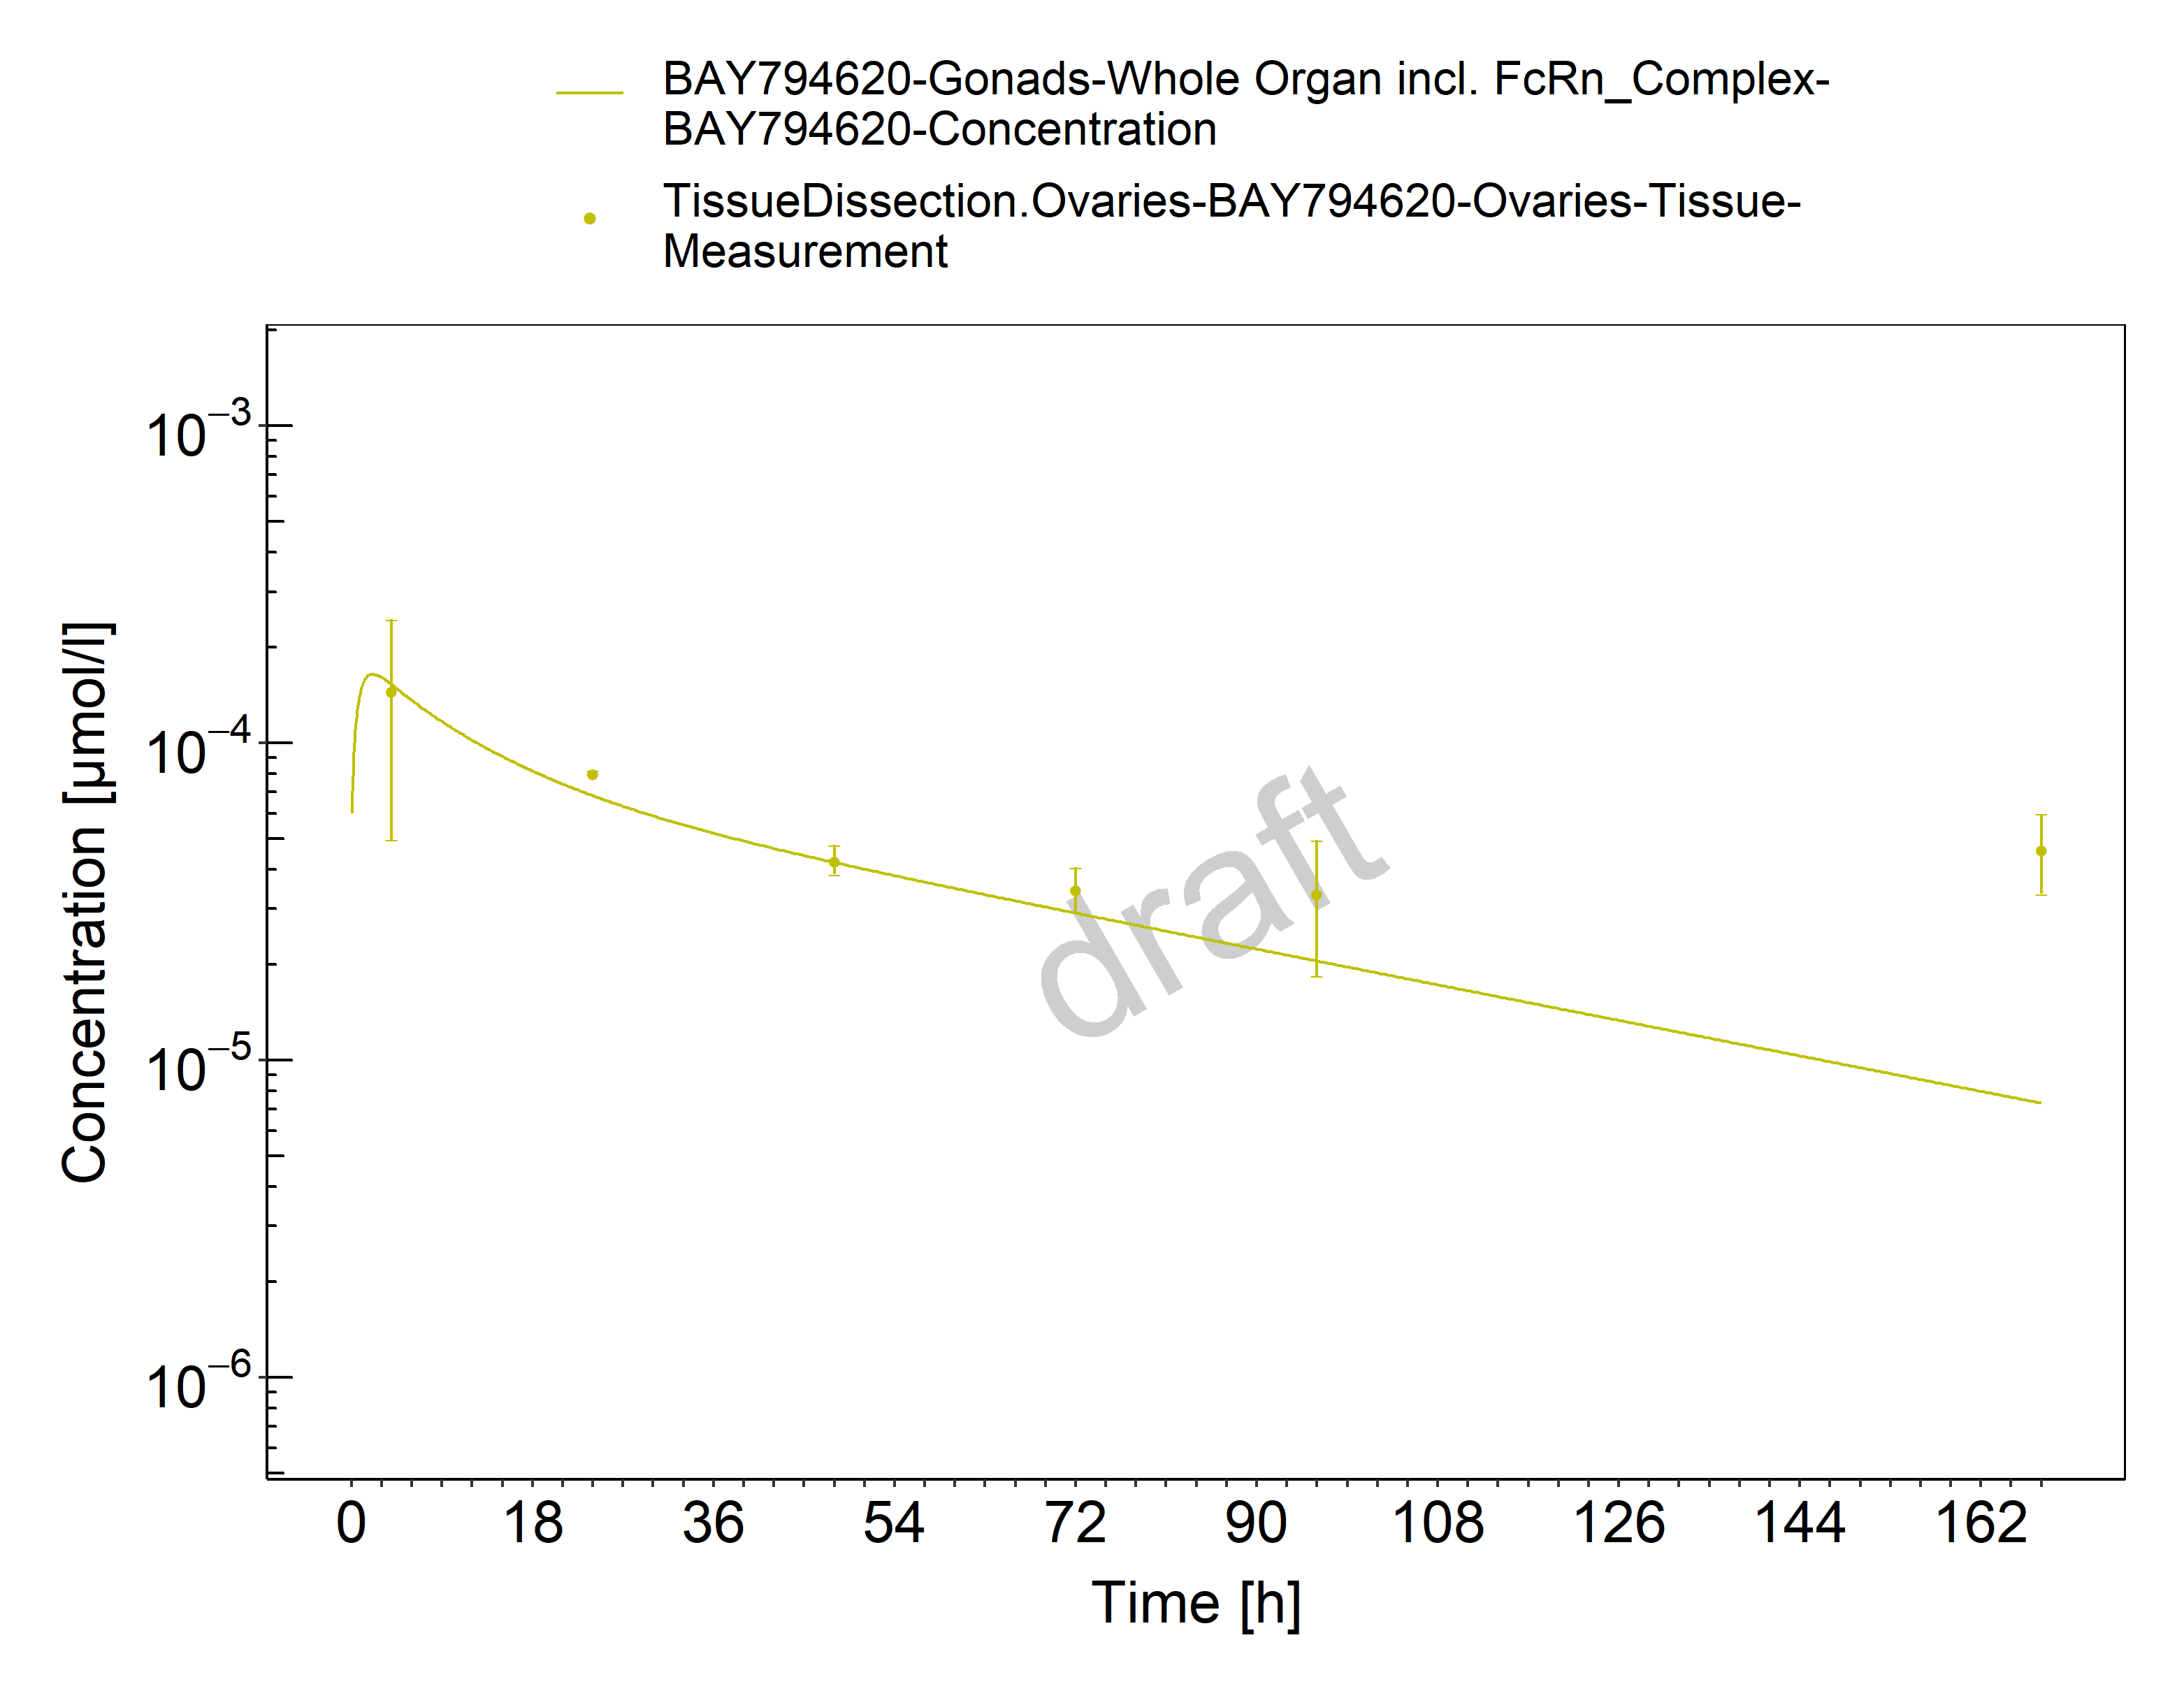 BAY794620-Gonads-Whole Organ incl. FcRn_Complex-
BAY794620-Concentration
TissueDissection.Ovaries-BAY794620-Ovaries-Tissue-
Measurement
10⁻³
10⁻⁴
10⁻⁵
10⁻⁶
Concentration [µmol/l]
draft
0 18 36 54 72 90 108 126 144 162
Time [h]